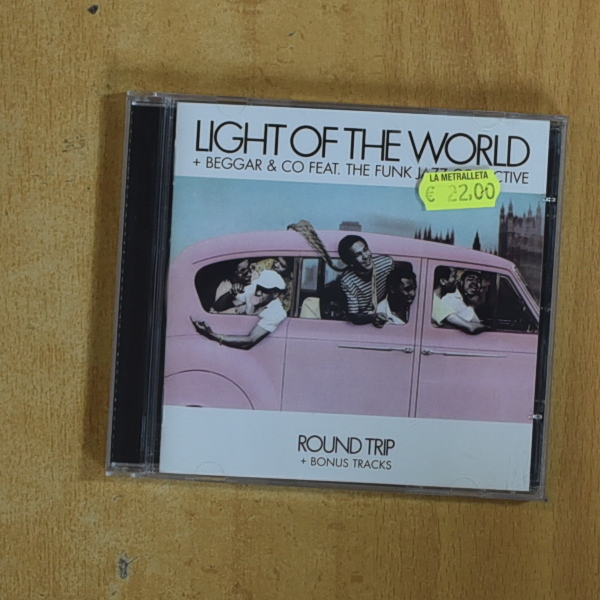 LIGHT OF THE WORLD
+ BEGGAR & CO FEAT. THE FUNK JAZZ
LA METRALLETA
€ 22,00
ROUND TRIP
+ BONUS TRACKS